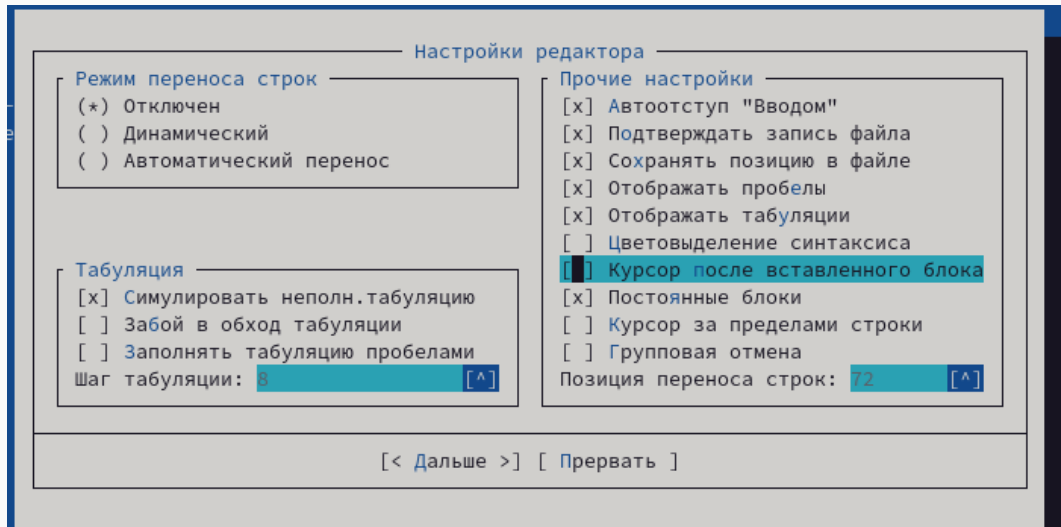 Настройки редактора
Режим переноса строк
(*) Отключен
( ) Динамический
( ) Автоматический перенос
Табуляция
[x] Симулировать неполн.табуляцию
[ ] Забой в обход табуляции
[ ] Заполнять табуляцию пробелами
Шаг табуляции: 8 [^]
Прочие настройки
[x] Автоотступ "Вводом"
[x] Подтверждать запись файла
[x] Сохранять позицию в файле
[x] Отображать пробелы
[x] Отображать табуляции
[ ] Цветовыделение синтаксиса
[ ] Курсор после вставленного блока
[x] Постоянные блоки
[ ] Курсор за пределами строки
[ ] Групповая отмена
Позиция переноса строк: 72 [^]
[< Дальше >] [ Прервать ]